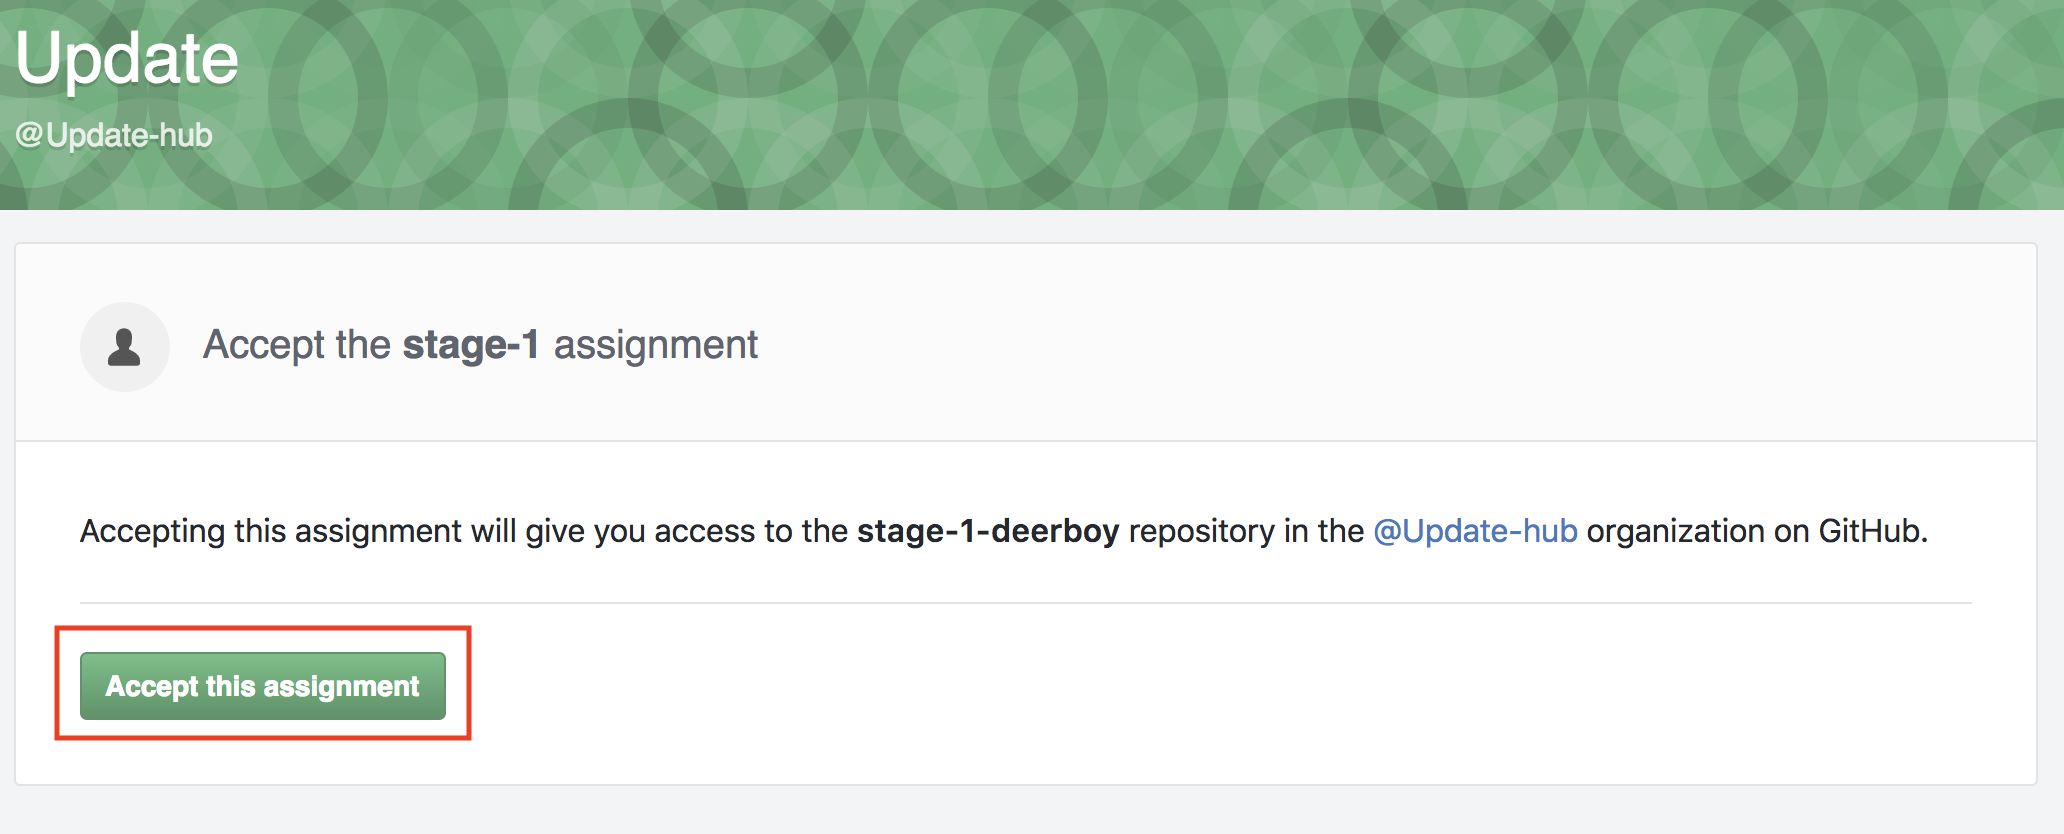 Update
@Update-hub
Accept the stage-1 assignment
Accepting this assignment will give you access to the stage-1-deerboy repository in the @Update-hub organization on GitHub.
Accept this assignment